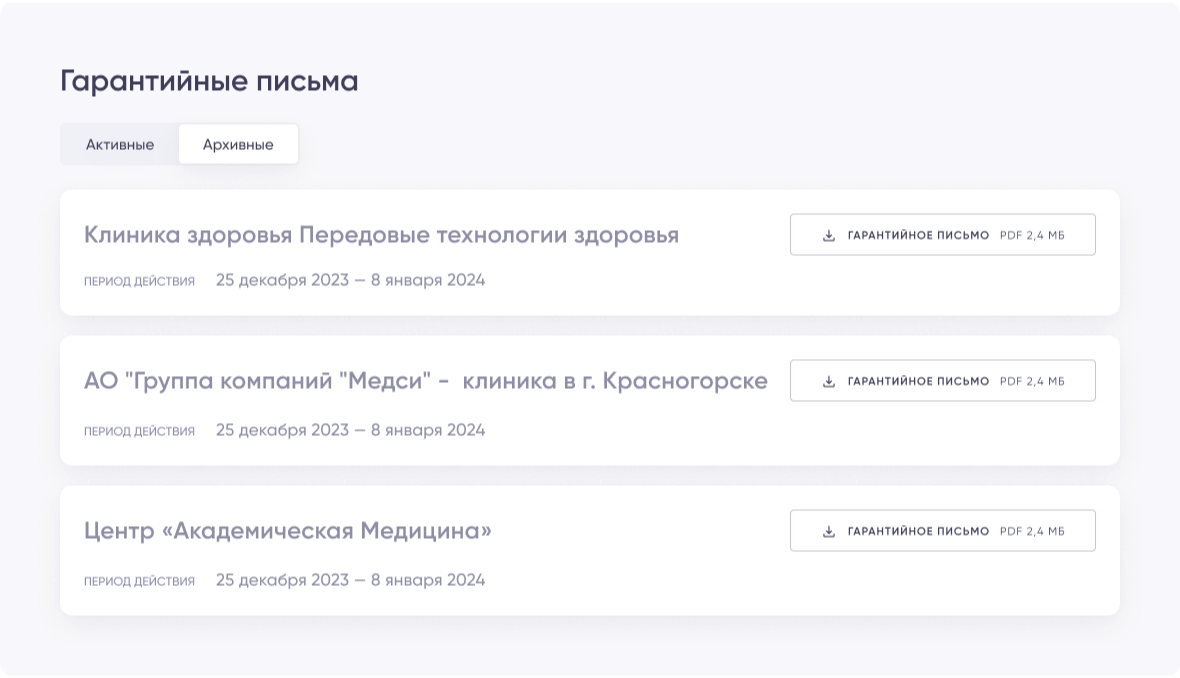 Гарантийные письма
Активные Архивные
Клиника здоровья Передовые технологии здоровья
ГАРАНТИЙНОЕ ПИСЬМО PDF 2,4 МБ
ПЕРИОД ДЕЙСТВИЯ 25 декабря 2023 — 8 января 2024
АО "Группа компаний "Медси" -  клиника в г. Красногорске
ГАРАНТИЙНОЕ ПИСЬМО PDF 2,4 МБ
ПЕРИОД ДЕЙСТВИЯ 25 декабря 2023 — 8 января 2024
Центр «Академическая Медицина»
ГАРАНТИЙНОЕ ПИСЬМО PDF 2,4 МБ
ПЕРИОД ДЕЙСТВИЯ 25 декабря 2023 — 8 января 2024